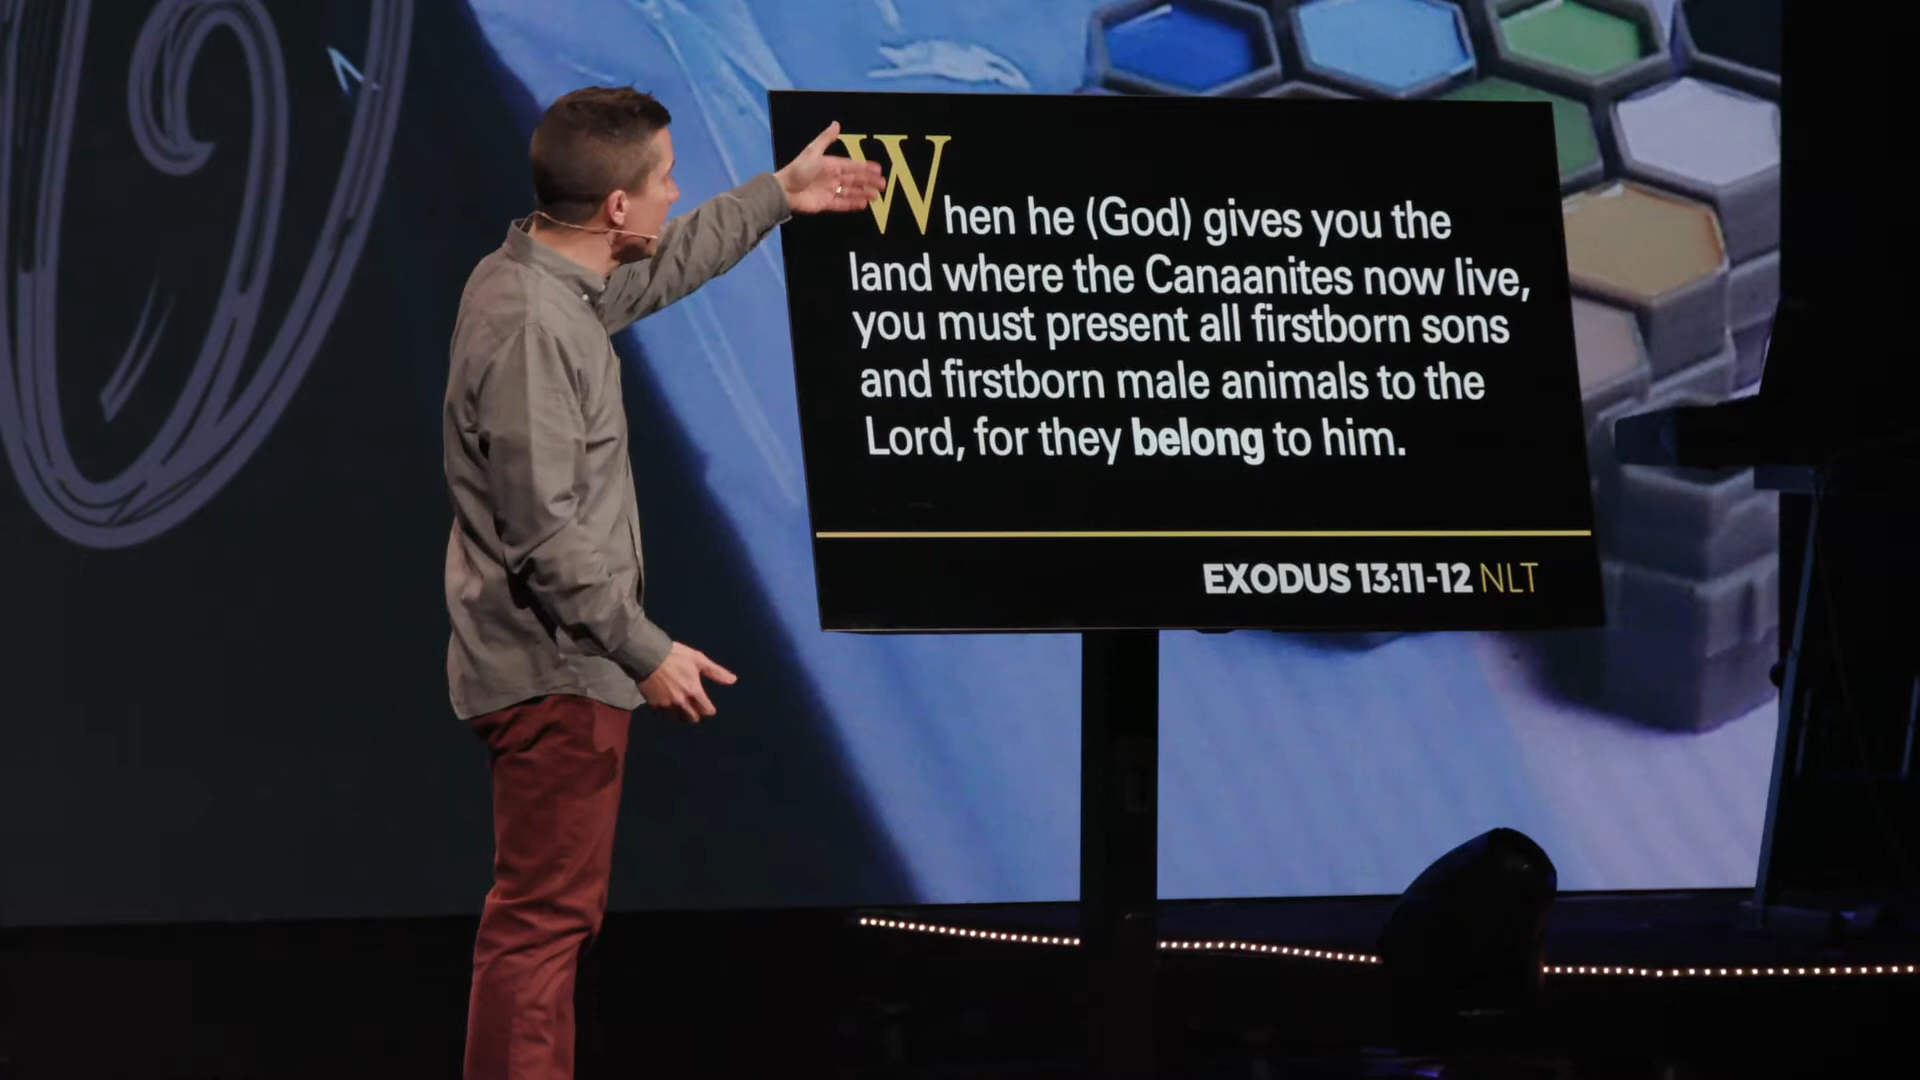 When he (God) gives you the
land where the Canaanites now live,
you must present all firstborn sons
and firstborn male animals to the
Lord, for they belong to him.
EXODUS 13:11-12 NLT